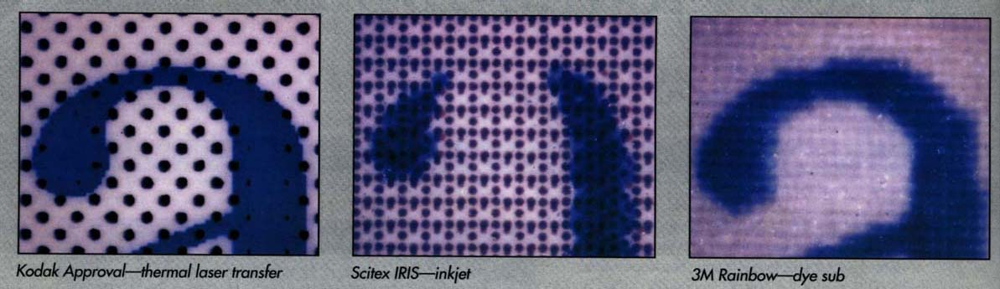 Kodak Approval—thermal laser transfer
Scitex IRIS—inkjet
3M Rainbow—dye sub